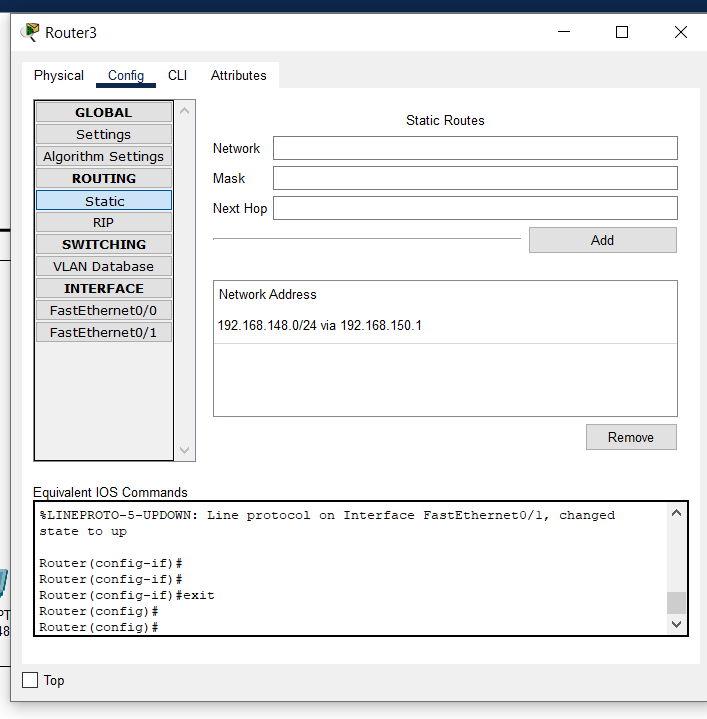 Router3
Physical Config CLI Attributes
GLOBAL
Settings
Algorithm Settings
ROUTING
Static
RIP
SWITCHING
VLAN Database
INTERFACE
FastEthernet0/0
FastEthernet0/1
Static Routes
Network
Mask
Next Hop
Add
Network Address
192.168.148.0/24 via 192.168.150.1
Remove
Equivalent IOS Commands
%LINEPROTO-5-UPDOWN: Line protocol on Interface FastEthernet0/1, changed
state to up
Router(config-if)#
Router(config-if)#
Router(config-if)#exit
Router(config)#
Router(config)#
PT
48
Top